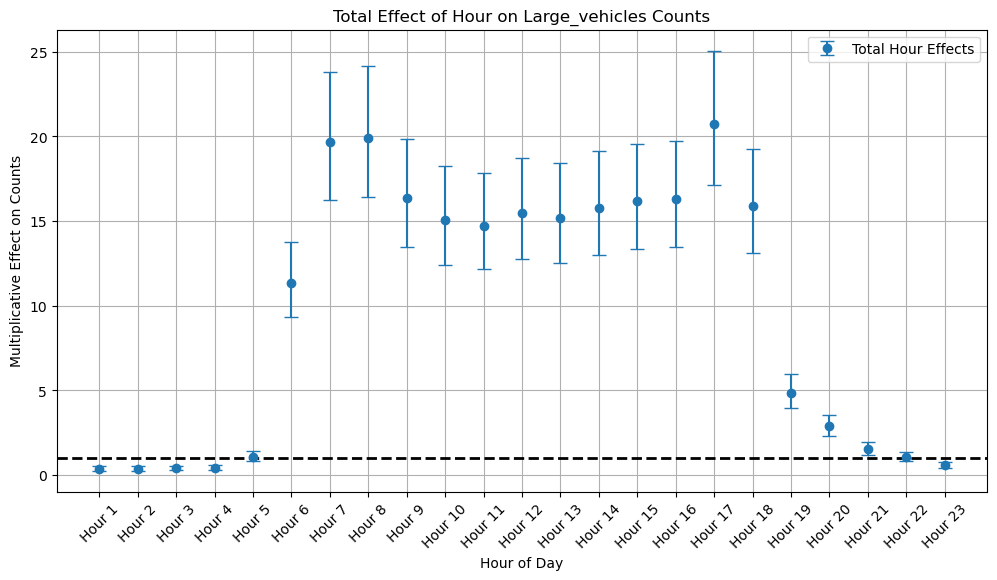 Total Effect of Hour on Large_vehicles Counts
Total Hour Effects
Multiplicative Effect on Counts
25
20
15
10
5
0
Hour 1
Hour 2
Hour 3
Hour 4
Hour 5
Hour 6
Hour 7
Hour 8
Hour 9
Hour 10
Hour 11
Hour 12
Hour 13
Hour 14
Hour 15
Hour 16
Hour 17
Hour 18
Hour 19
Hour 20
Hour 21
Hour 22
Hour 23
Hour of Day